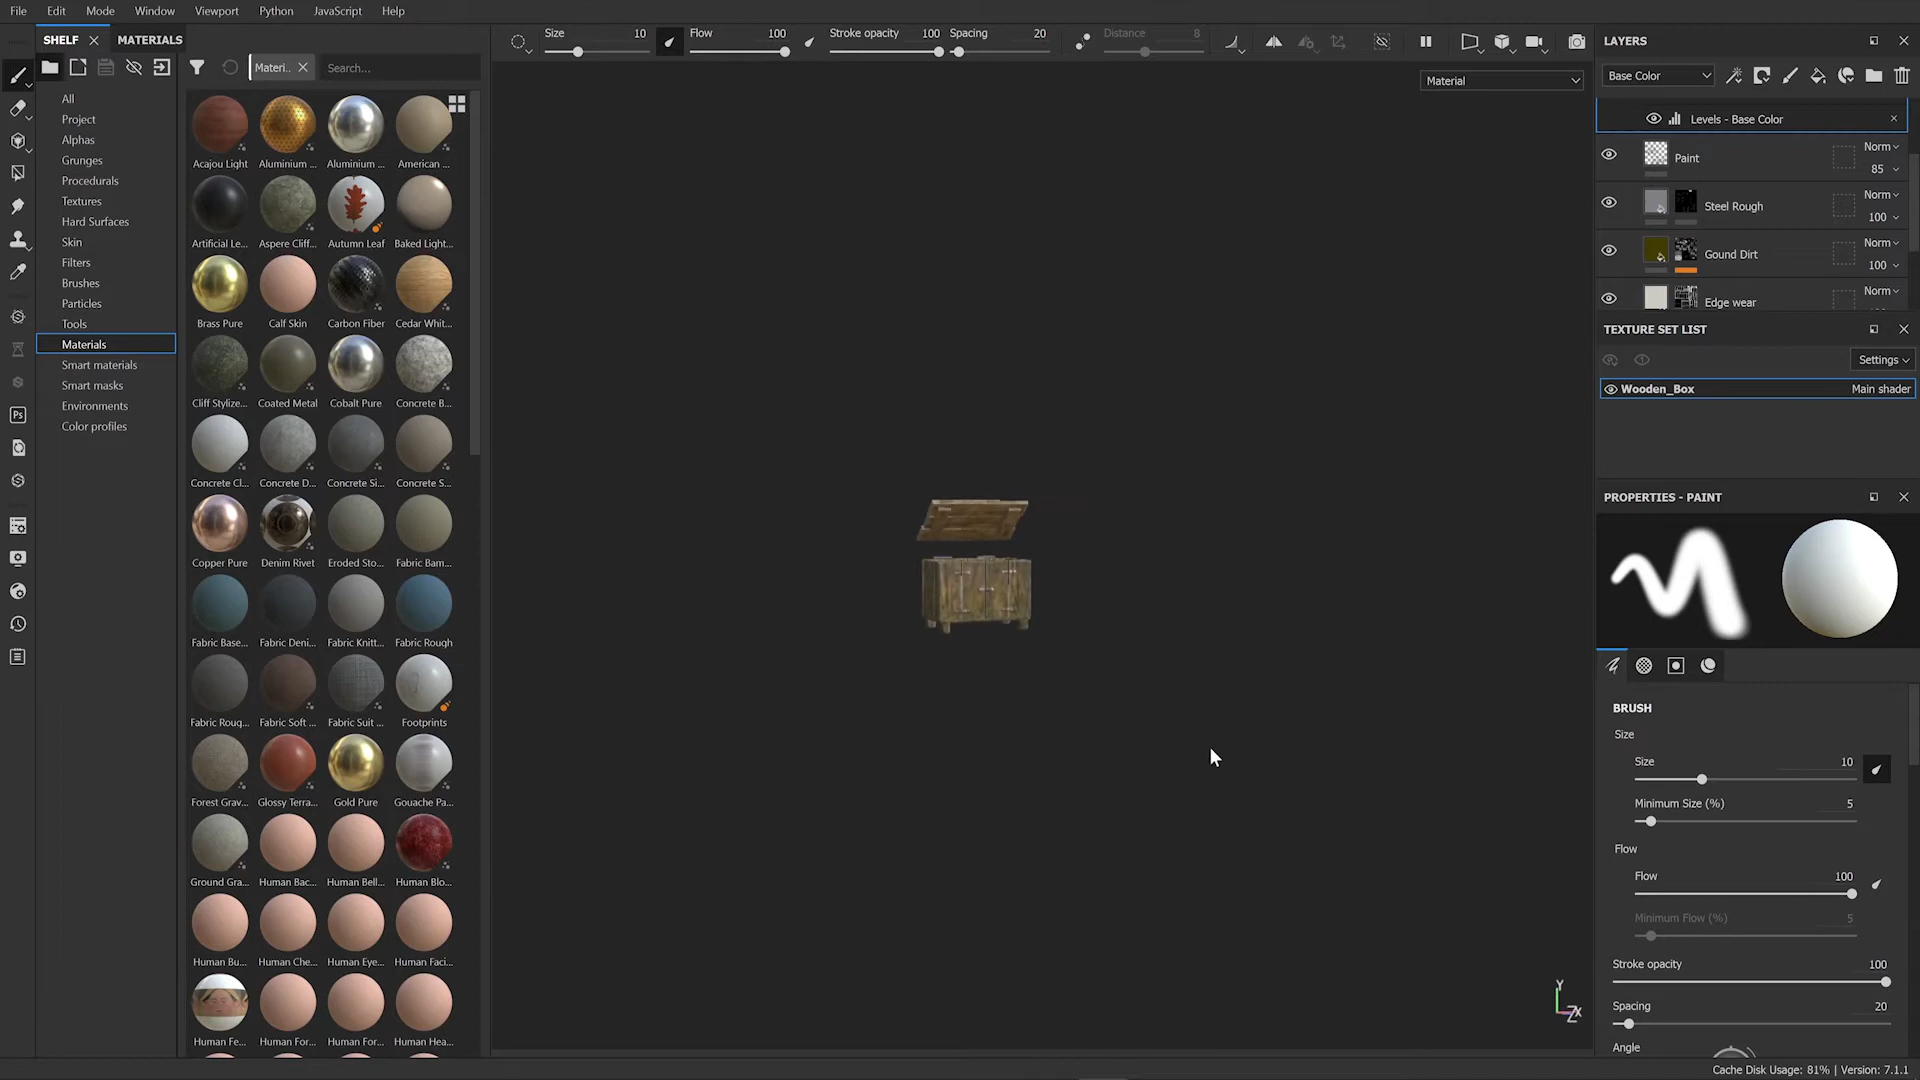 File Edit Mode Window Viewport Python JavaScript Help
SHELF MATERIALS
Size 10 Flow 100 Stroke opacity 100 Spacing 20 Distance 8
Materi.. Search...
Material
All
Project
Alphas
Grunges
Procedurals
Textures
Hard Surfaces
Skin
Filters
Brushes
Particles
Tools
Materials
Smart materials
Smart masks
Environments
Color profiles
Ps
Acajou Light Aluminium ... Aluminium ... American ...
Artificial Le... Aspere Cliff... Autumn Leaf Baked Light...
Brass Pure Calf Skin Carbon Fiber Cedar Whit...
Cliff Stylize... Coated Metal Cobalt Pure Concrete B...
Concrete Cl... Concrete D... Concrete Si... Concrete S...
Copper Pure Denim Rivet Eroded Sto... Fabric Bam...
Fabric Base... Fabric Deni... Fabric Knitt... Fabric Rough
Fabric Roug... Fabric Soft ... Fabric Suit ... Footprints
Forest Grav... Glossy Terra... Gold Pure Gouache Pa...
Ground Gra... Human Bac... Human Bell... Human Blo...
Human Bu... Human Che... Human Eye... Human Faci...
Human Fe... Human For... Human For... Human Hea...
Y
Z X
LAYERS
Base Color
Levels - Base Color
Paint Norm
85
Steel Rough Norm
100
Gound Dirt Norm
100
Edge wear Norm
TEXTURE SET LIST
Settings
Wooden_Box Main shader
PROPERTIES - PAINT
BRUSH
Size
Size 10
Minimum Size (%) 5
Flow
Flow 100
Minimum Flow (%) 5
Stroke opacity 100
Spacing 20
Angle
Cache Disk Usage: 81% | Version: 7.1.1